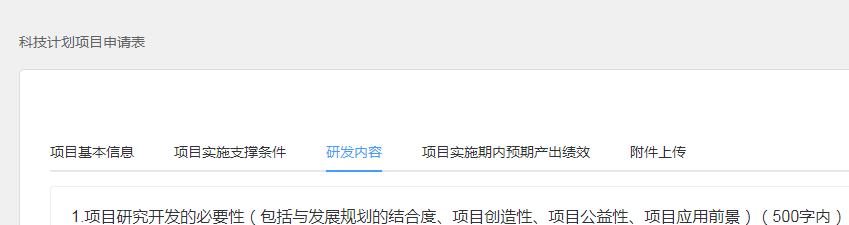 科技计划项目申请表
项目基本信息 项目实施支撑条件 研发内容 项目实施期内预期产出绩效 附件上传
1.项目研究开发的必要性（包括与发展规划的结合度、项目创造性、项目公益性、项目应用前景）（500字内）